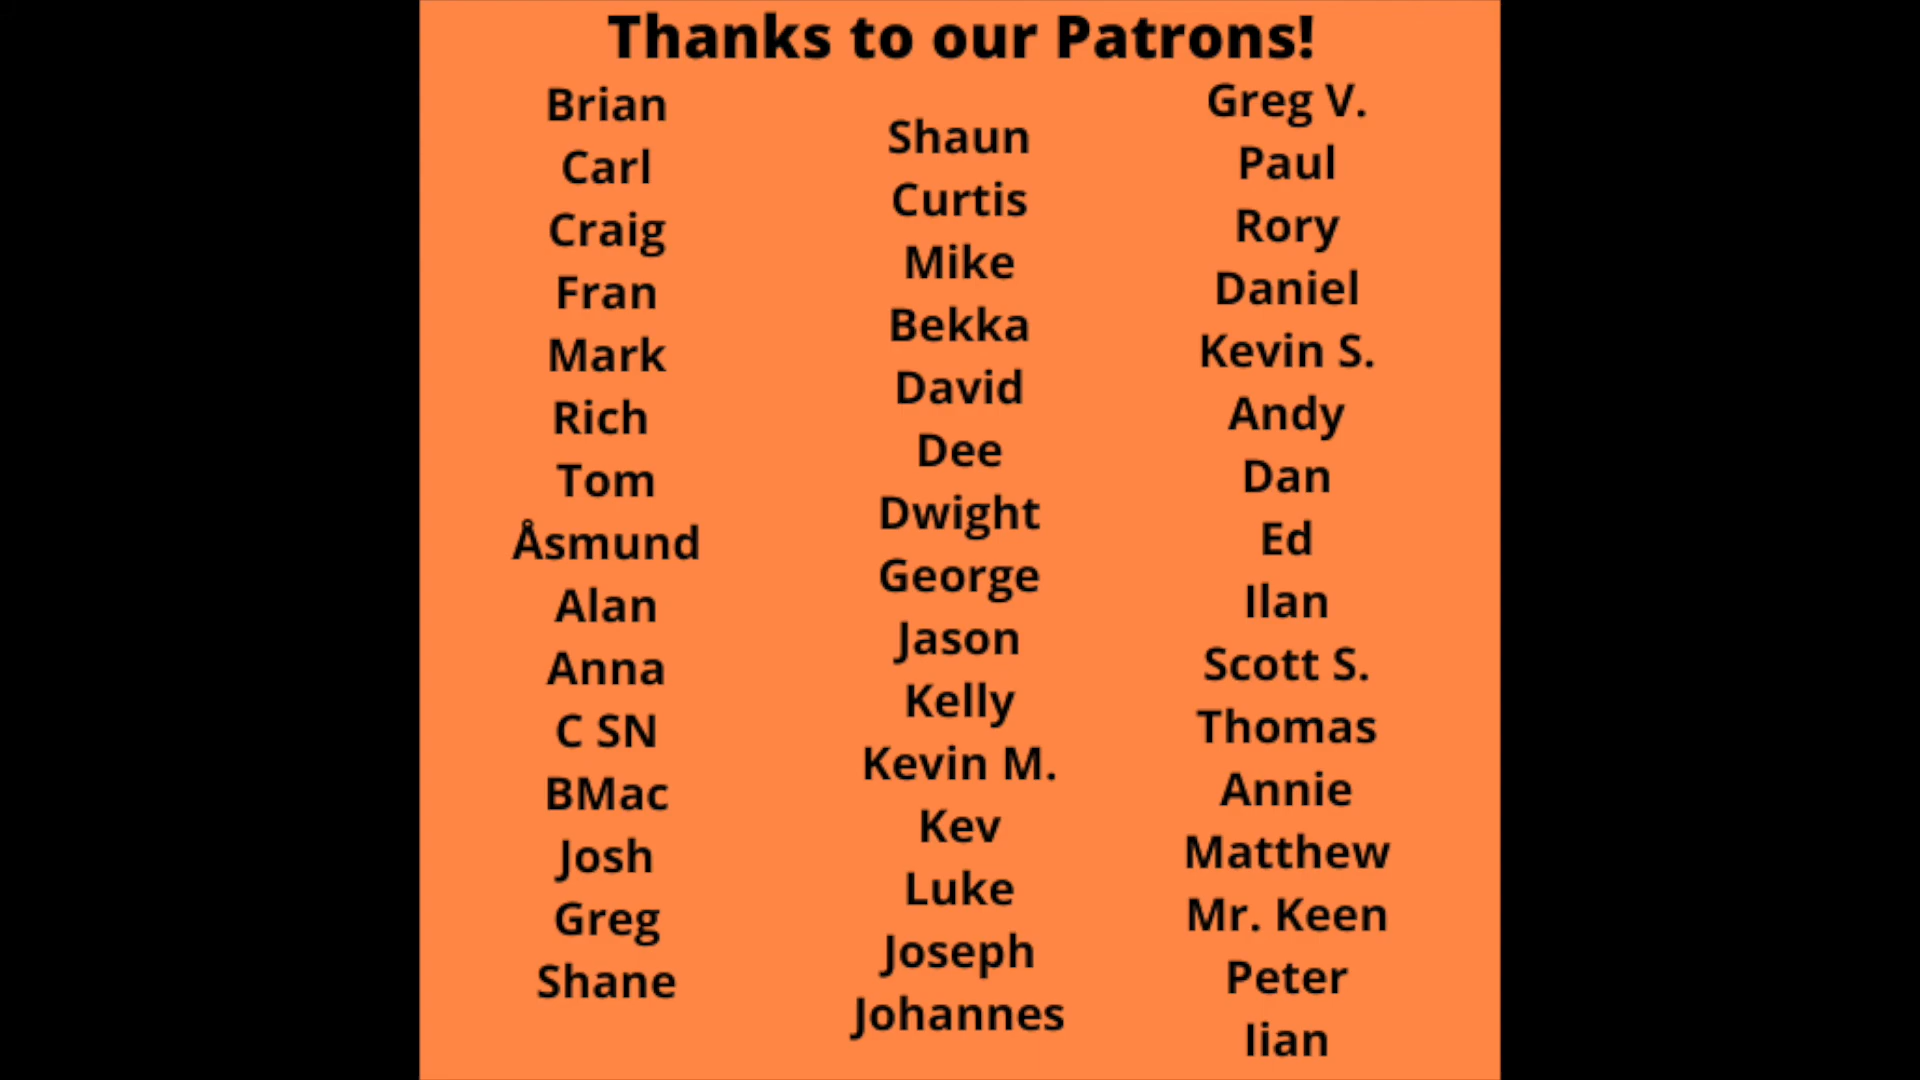 Thanks to our Patrons!
Brian
Carl
Craig
Fran
Mark
Rich
Tom
Åsmund
Alan
Anna
C SN
BMac
Josh
Greg
Shane
Shaun
Curtis
Mike
Bekka
David
Dee
Dwight
George
Jason
Kelly
Kevin M.
Kev
Luke
Joseph
Johannes
Greg V.
Paul
Rory
Daniel
Kevin S.
Andy
Dan
Ed
Ilan
Scott S.
Thomas
Annie
Matthew
Mr. Keen
Peter
Iian